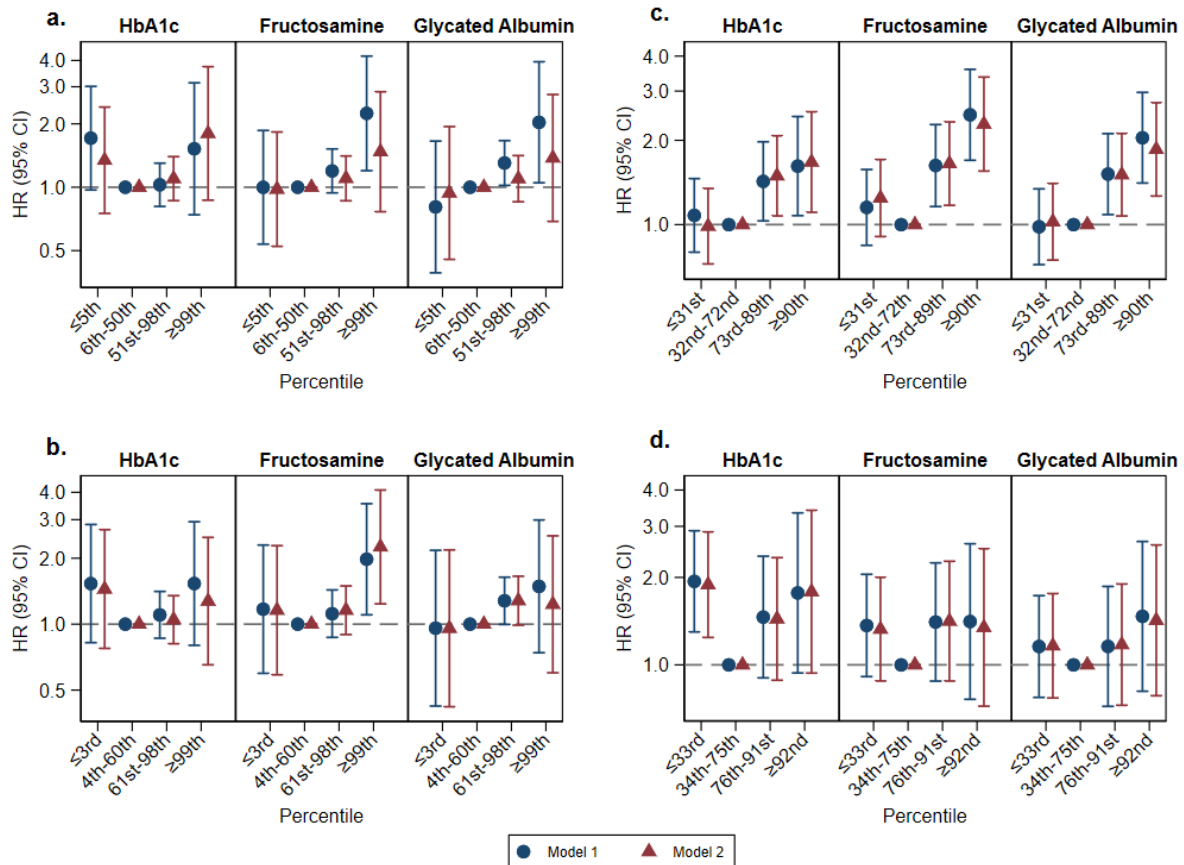 a.
HbA1c Fructosamine Glycated Albumin
HR (95% CI)
4.0
3.0
2.0
1.0
0.5
≤5th 6th-50th 51st-98th ≥99th ≤5th 6th-50th 51st-98th ≥99th ≤5th 6th-50th 51st-98th ≥99th
Percentile
c.
HbA1c Fructosamine Glycated Albumin
HR (95% CI)
4.0
3.0
2.0
1.0
≤31st 32nd-72nd 73rd-89th ≥90th ≤31st 32nd-72th 73rd-89th ≥90th ≤31st 32nd-72nd 73rd-89th ≥90th
Percentile
b.
HbA1c Fructosamine Glycated Albumin
HR (95% CI)
4.0
3.0
2.0
1.0
0.5
≤3rd 4th-60th 61st-98th ≥99th ≤3rd 4th-60th 61st-98th ≥99th ≤3rd 4th-60th 61st-98th ≥99th
Percentile
d.
HbA1c Fructosamine Glycated Albumin
HR (95% CI)
4.0
3.0
2.0
1.0
≤33rd 34th-75th 76th-91st ≥92nd ≤33rd 34th-75th 76th-91st ≥92nd ≤33rd 34th-75th 76th-91st ≥92nd
Percentile
Model 1 Model 2